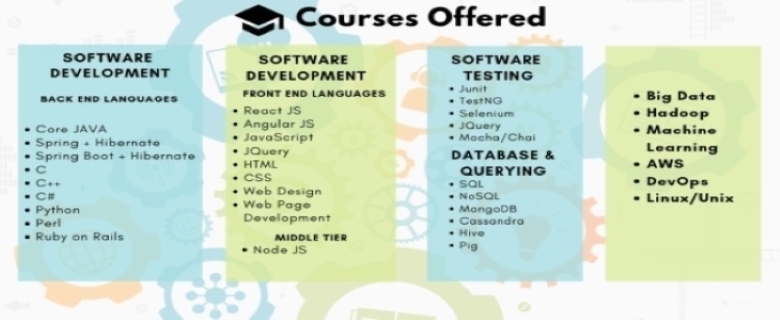 Courses Offered
SOFTWARE
DEVELOPMENT
BACK END LANGUAGES
• Core JAVA
• Spring + Hibernate
• Spring Boot + Hibernate
• C
• C++
• C#
• Python
• Perl
• Ruby on Rails
SOFTWARE
DEVELOPMENT
FRONT END LANGUAGES
• React JS
• Angular JS
• JavaScript
• JQuery
• HTML
• CSS
• Web Design
• Web Page
Development
MIDDLE TIER
• Node JS
SOFTWARE
TESTING
• Junit
• TestNG
• Selenium
• JQuery
• Mocha/Chai
DATABASE &
QUERYING
• SQL
• NoSQL
• MongoDB
• Cassandra
• Hive
• Pig
• Big Data
• Hadoop
• Machine
Learning
• AWS
• DevOps
• Linux/Unix